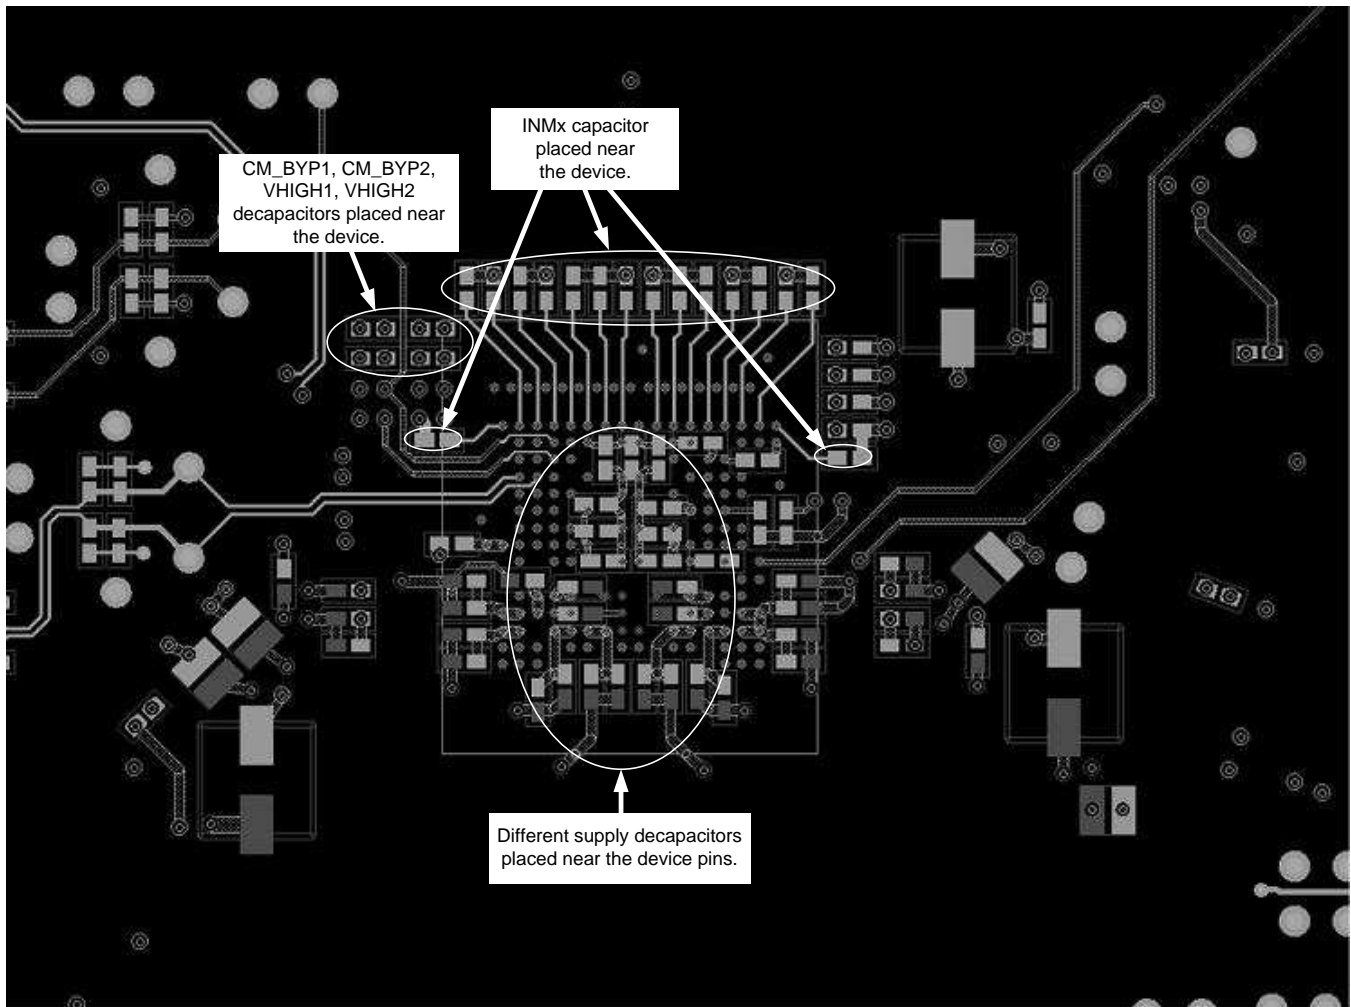 INMx capacitor
placed near
the device.
CM_BYP1, CM_BYP2,
VHIGH1, VHIGH2
decapacitors placed near
the device.
Different supply decapacitors
placed near the device pins.